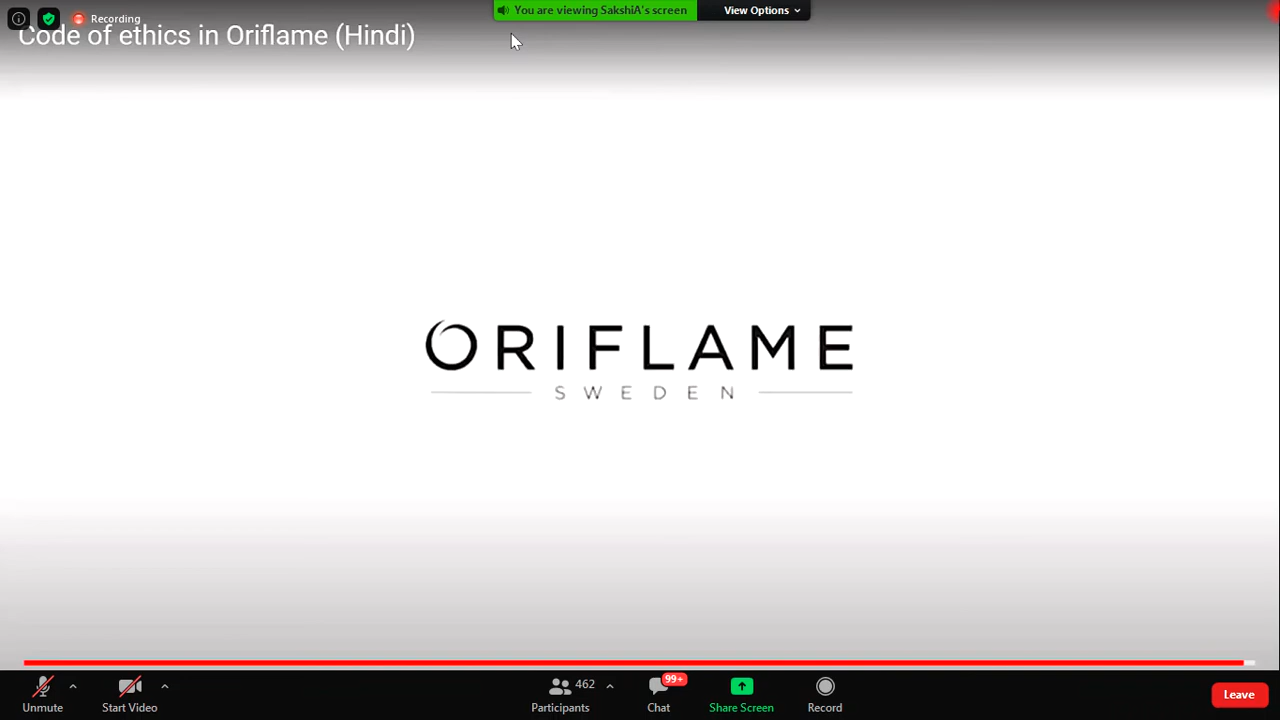 Recording
You are viewing SakshiA's screen
View Options
Code of ethics in Oriflame (Hindi)
ORIFLAME
SWEDEN
Unmute
Start Video
462
Participants
99+
Chat
Share Screen
Record
Leave